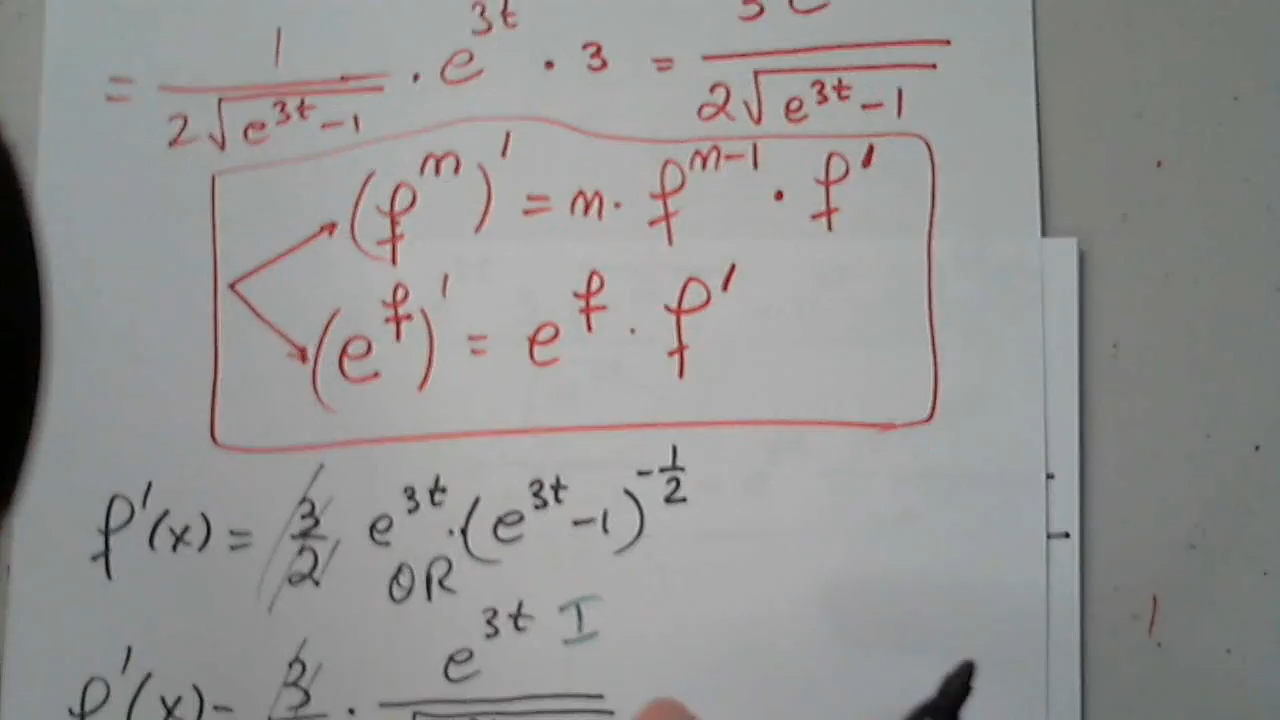 = 1 / 2√(e^{3t} - 1) · e^{3t} · 3 = 3e / 2√(e^{3t} - 1)
(f^n)' = n · f^{n-1} · f'
(e^f)' = e^f · f'
f'(x) = 3/2 e^{3t} · (e^{3t} - 1)^{-1/2}
OR
f'(x) = 3 · e^{3t} I